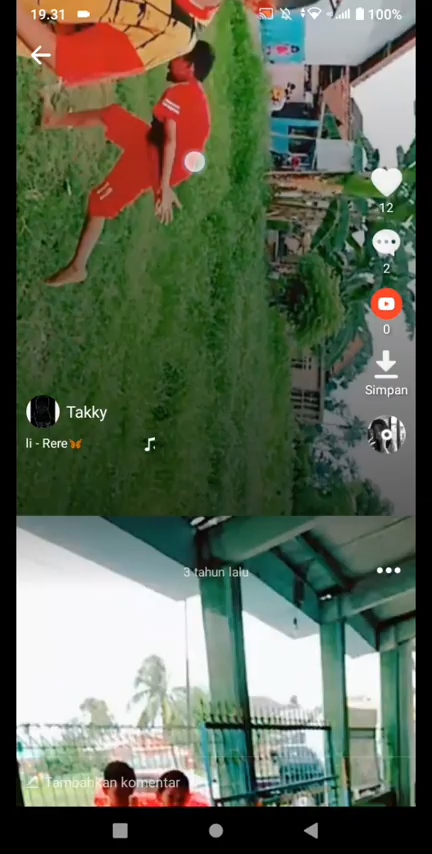 19.31
100%
12
2
0
Simpan
Takky
li - Rere🦋
3 tahun lalu
Tambahkan komentar